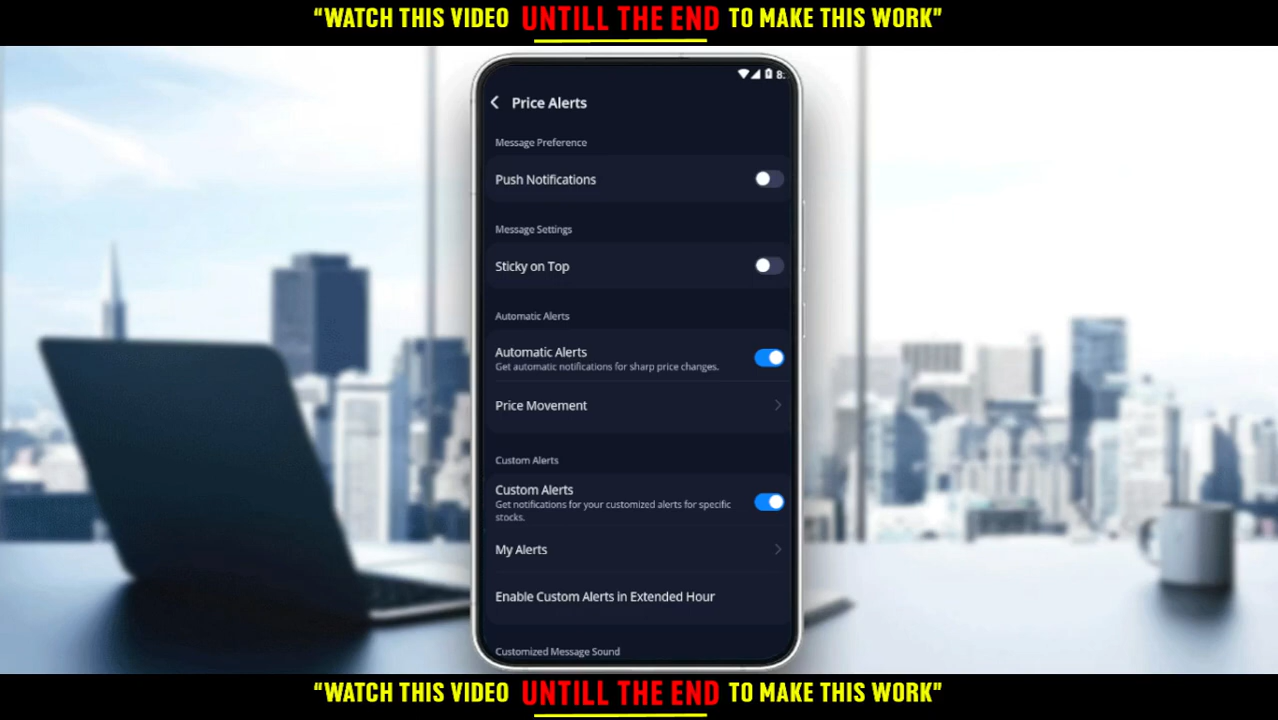 “WATCH THIS VIDEO UNTILL THE END TO MAKE THIS WORK”
8:
Price Alerts
Message Preference
Push Notifications
Message Settings
Sticky on Top
Automatic Alerts
Automatic Alerts
Get automatic notifications for sharp price changes.
Price Movement
Custom Alerts
Custom Alerts
Get notifications for your customized alerts for specific
stocks.
My Alerts
Enable Custom Alerts in Extended Hour
Customized Message Sound
“WATCH THIS VIDEO UNTILL THE END TO MAKE THIS WORK”